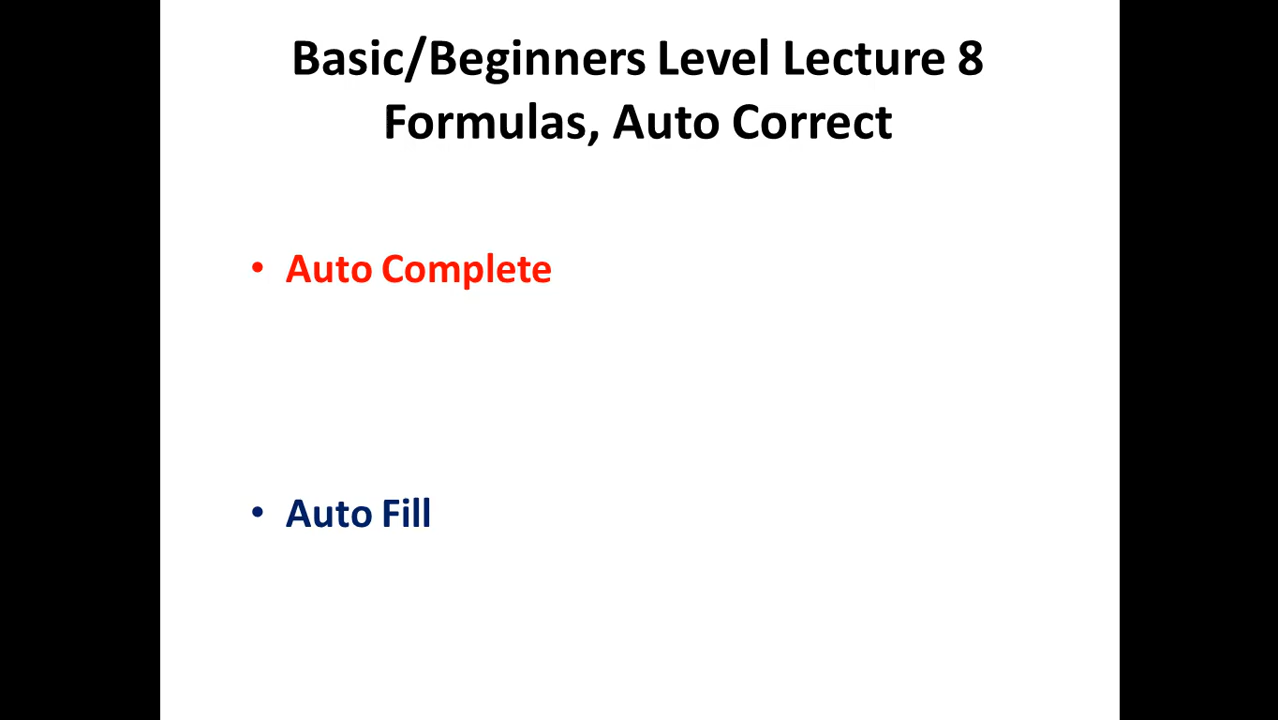 Basic/Beginners Level Lecture 8
Formulas, Auto Correct
• Auto Complete
• Auto Fill